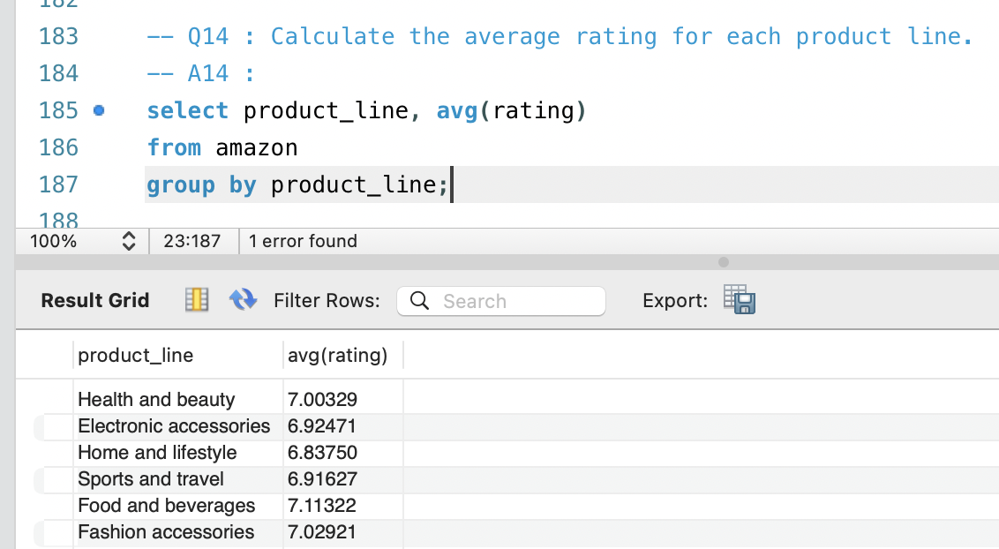 182
183 -- Q14 : Calculate the average rating for each product line.
184 -- A14 :
185 select product_line, avg(rating)
186 from amazon
187 group by product_line;
188
100% 23:187 1 error found
Result Grid Filter Rows: Search Export:
product_line avg(rating)
Health and beauty 7.00329
Electronic accessories 6.92471
Home and lifestyle 6.83750
Sports and travel 6.91627
Food and beverages 7.11322
Fashion accessories 7.02921